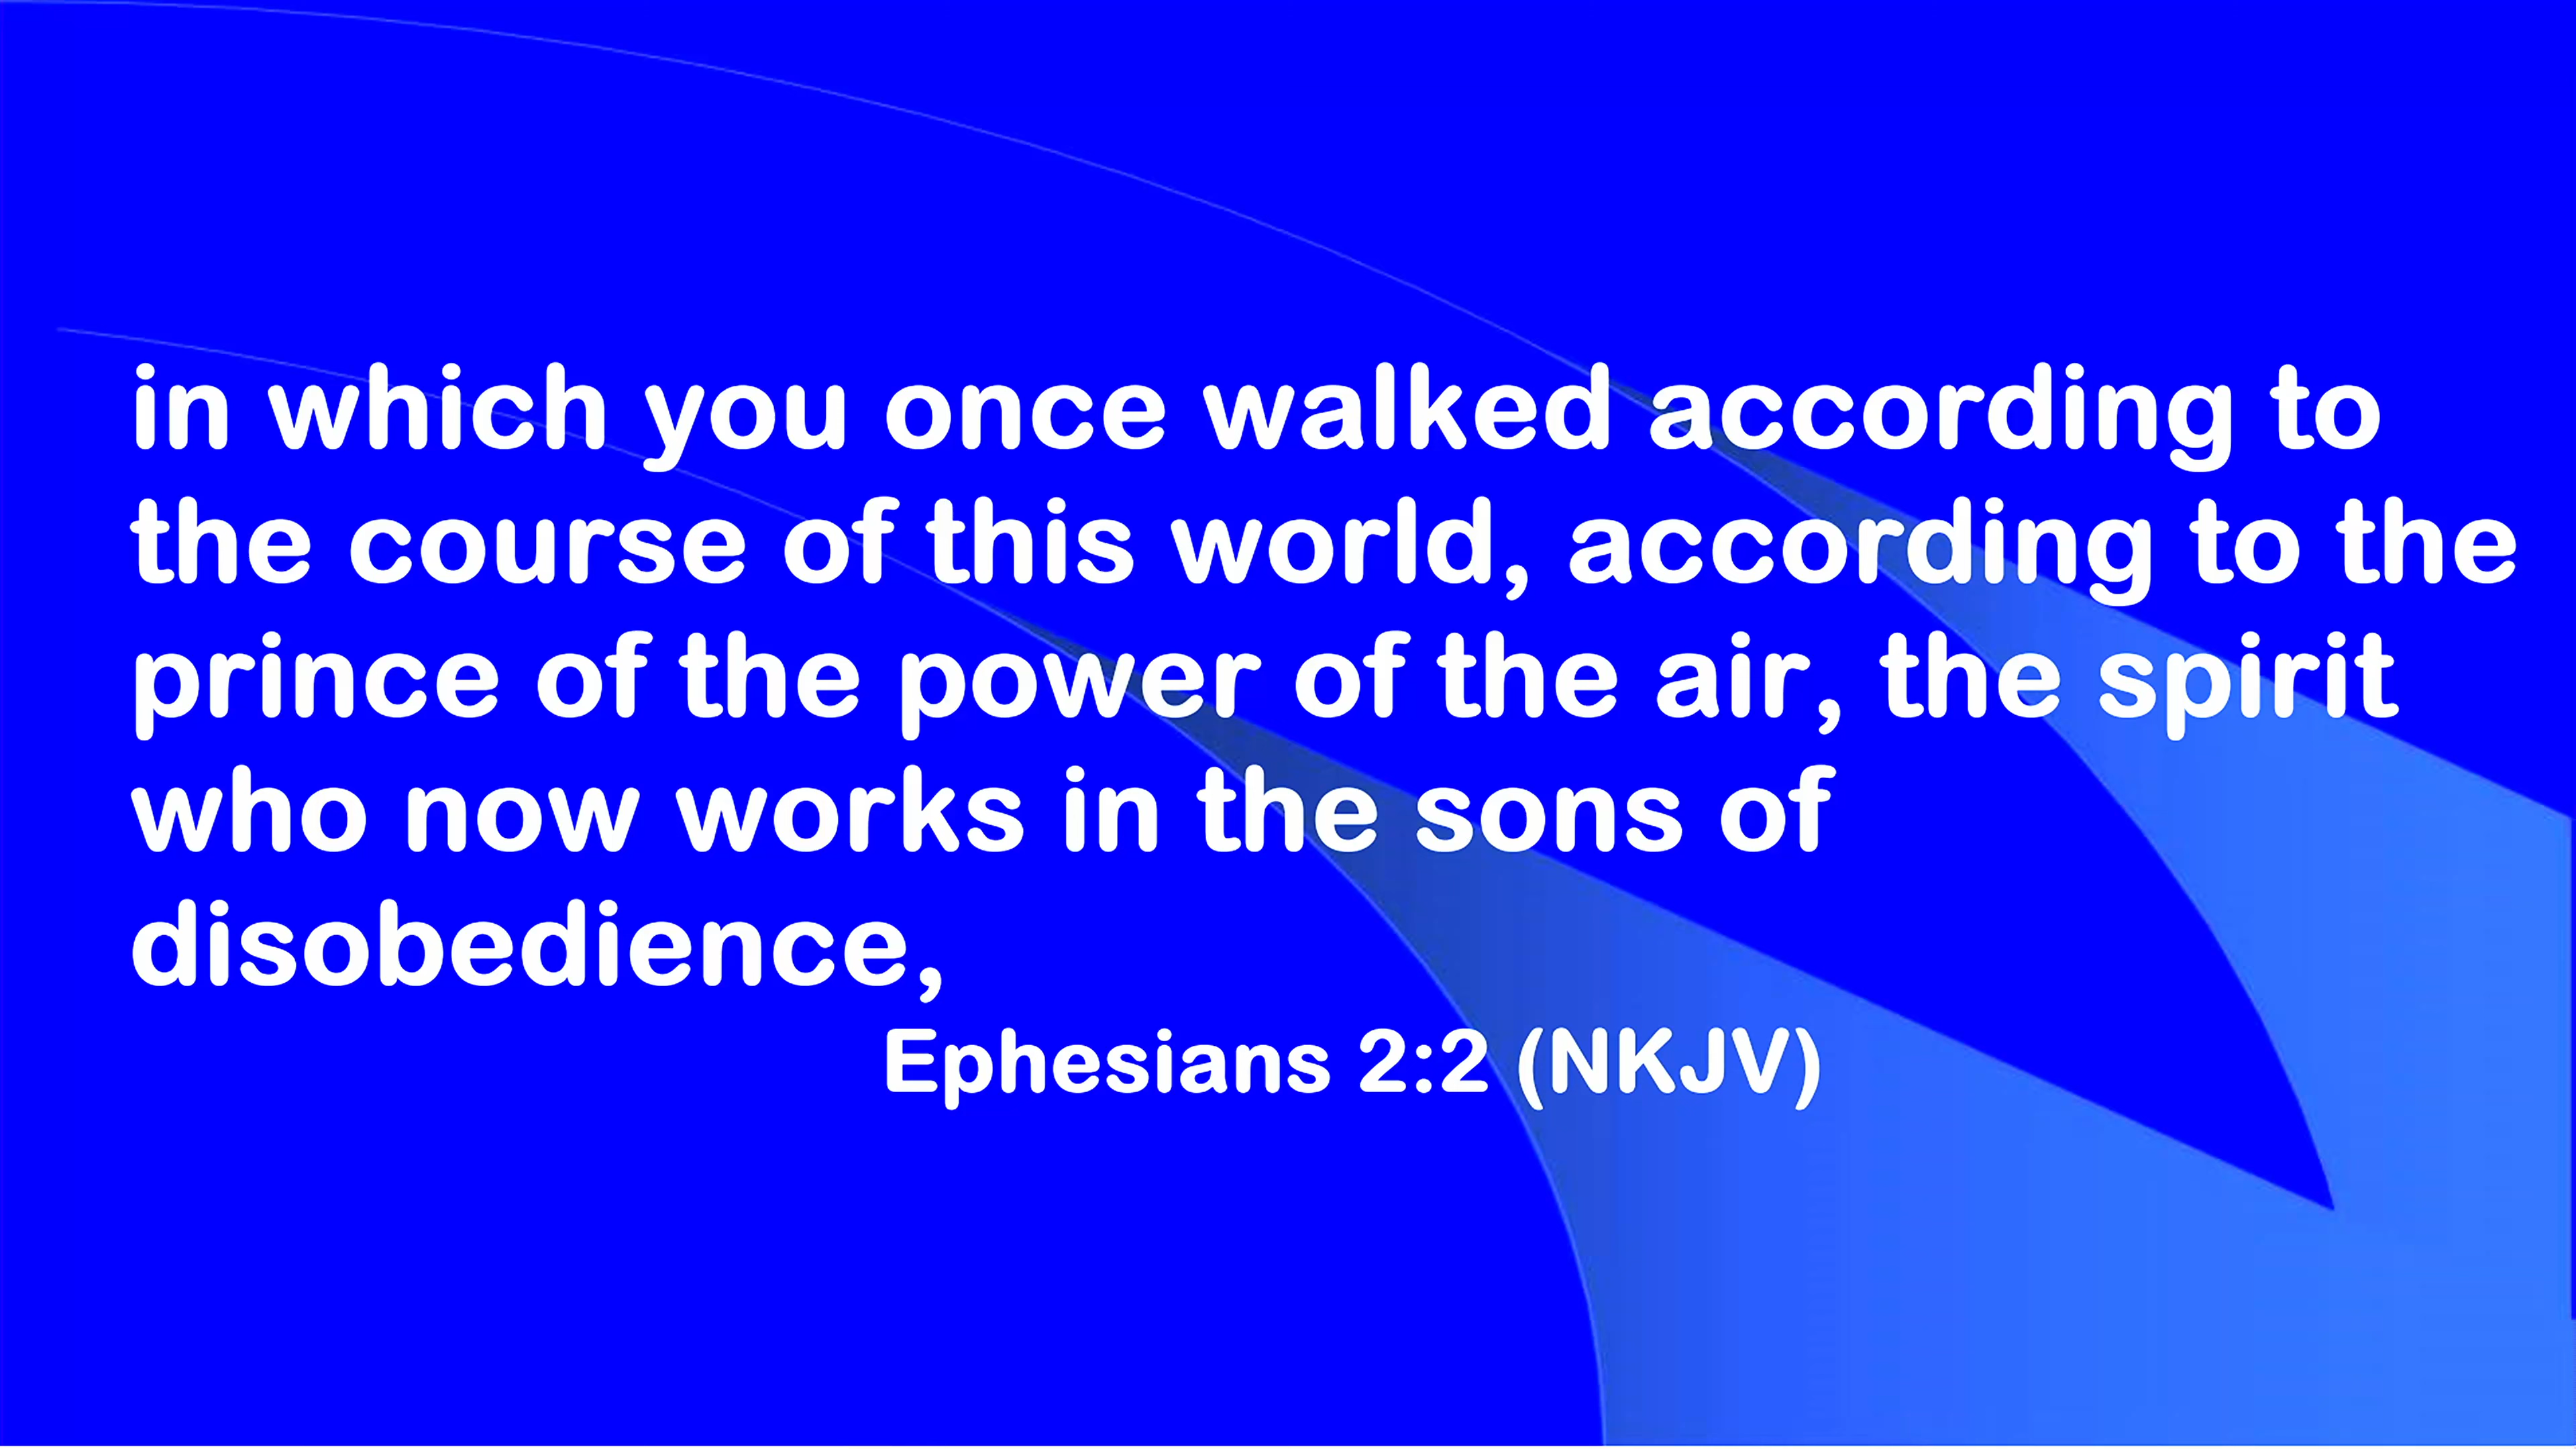 in which you once walked according to
the course of this world, according to the
prince of the power of the air, the spirit
who now works in the sons of
disobedience,
Ephesians 2:2 (NKJV)